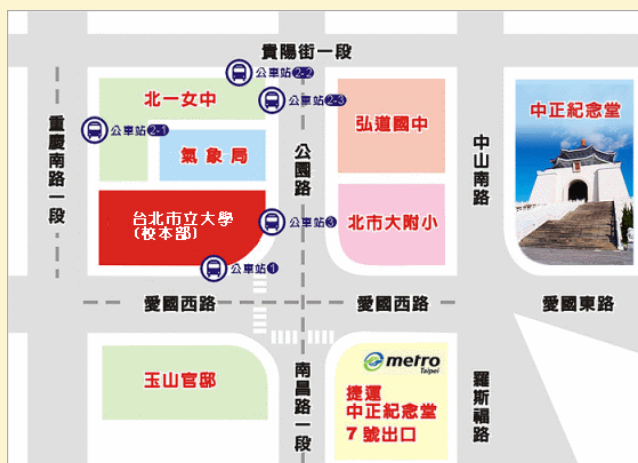 貴陽街一段
公車站2-2
北一女中
公車站2-3
中正紀念堂
重慶南路一段
公車站2-1
弘道國中
中山南路
氣象局
公園路
台北市立大學
(校本部)
公車站3
北市大附小
公車站1
愛國西路
愛國西路
愛國東路
玉山官邸
南昌路一段
metro
Taipei
捷運
中正紀念堂
7 號出口
羅斯福路